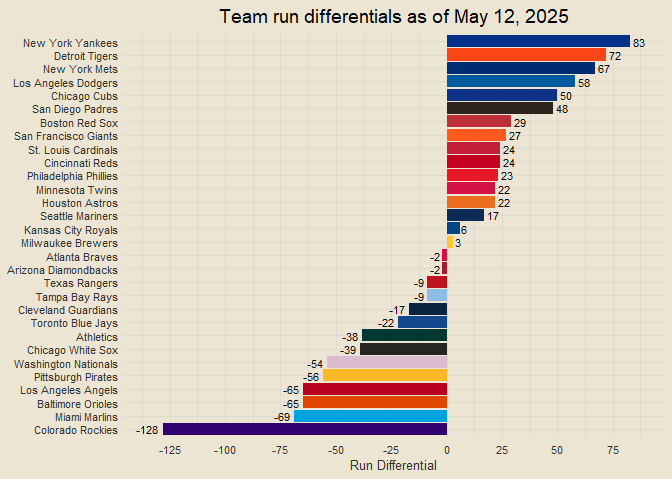 Team run differentials as of May 12, 2025
New York Yankees 83
Detroit Tigers 72
New York Mets 67
Los Angeles Dodgers 58
Chicago Cubs 50
San Diego Padres 48
Boston Red Sox 29
San Francisco Giants 27
St. Louis Cardinals 24
Cincinnati Reds 24
Philadelphia Phillies 23
Minnesota Twins 22
Houston Astros 22
Seattle Mariners 17
Kansas City Royals 6
Milwaukee Brewers 3
Atlanta Braves -2
Arizona Diamondbacks -2
Texas Rangers -9
Tampa Bay Rays -9
Cleveland Guardians -17
Toronto Blue Jays -22
Athletics -38
Chicago White Sox -39
Washington Nationals -54
Pittsburgh Pirates -56
Los Angeles Angels -65
Baltimore Orioles -65
Miami Marlins -69
Colorado Rockies -128
-125 -100 -75 -50 -25 0 25 50 75
Run Differential